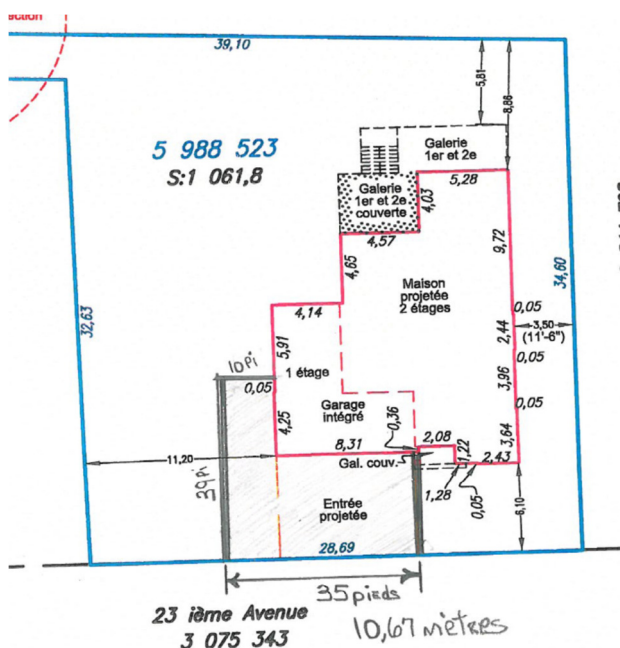 ection
39,10
5,81
8,86
5 988 523
S:1 061,8
Galerie
1er et 2e
Galerie
1er et 2e
couverte
5,28
4,03
4,57
9,72
4,65
Maison
projetée
2 étages
34,60
32,63
4,14
0,05
2,44
3,50
(11'-6")
5,91
10pi
1 étage
0,05
0,05
3,96
0,05
Garage
intégré
4,25
0,36
2,08
3,64
8,31
1,22
11,20
Gal. couv.
2,43
39pi
1,28
0,05
6,10
Entrée
projetée
28,69
35 pieds
23 ième Avenue
3 075 343
10,67 mètres